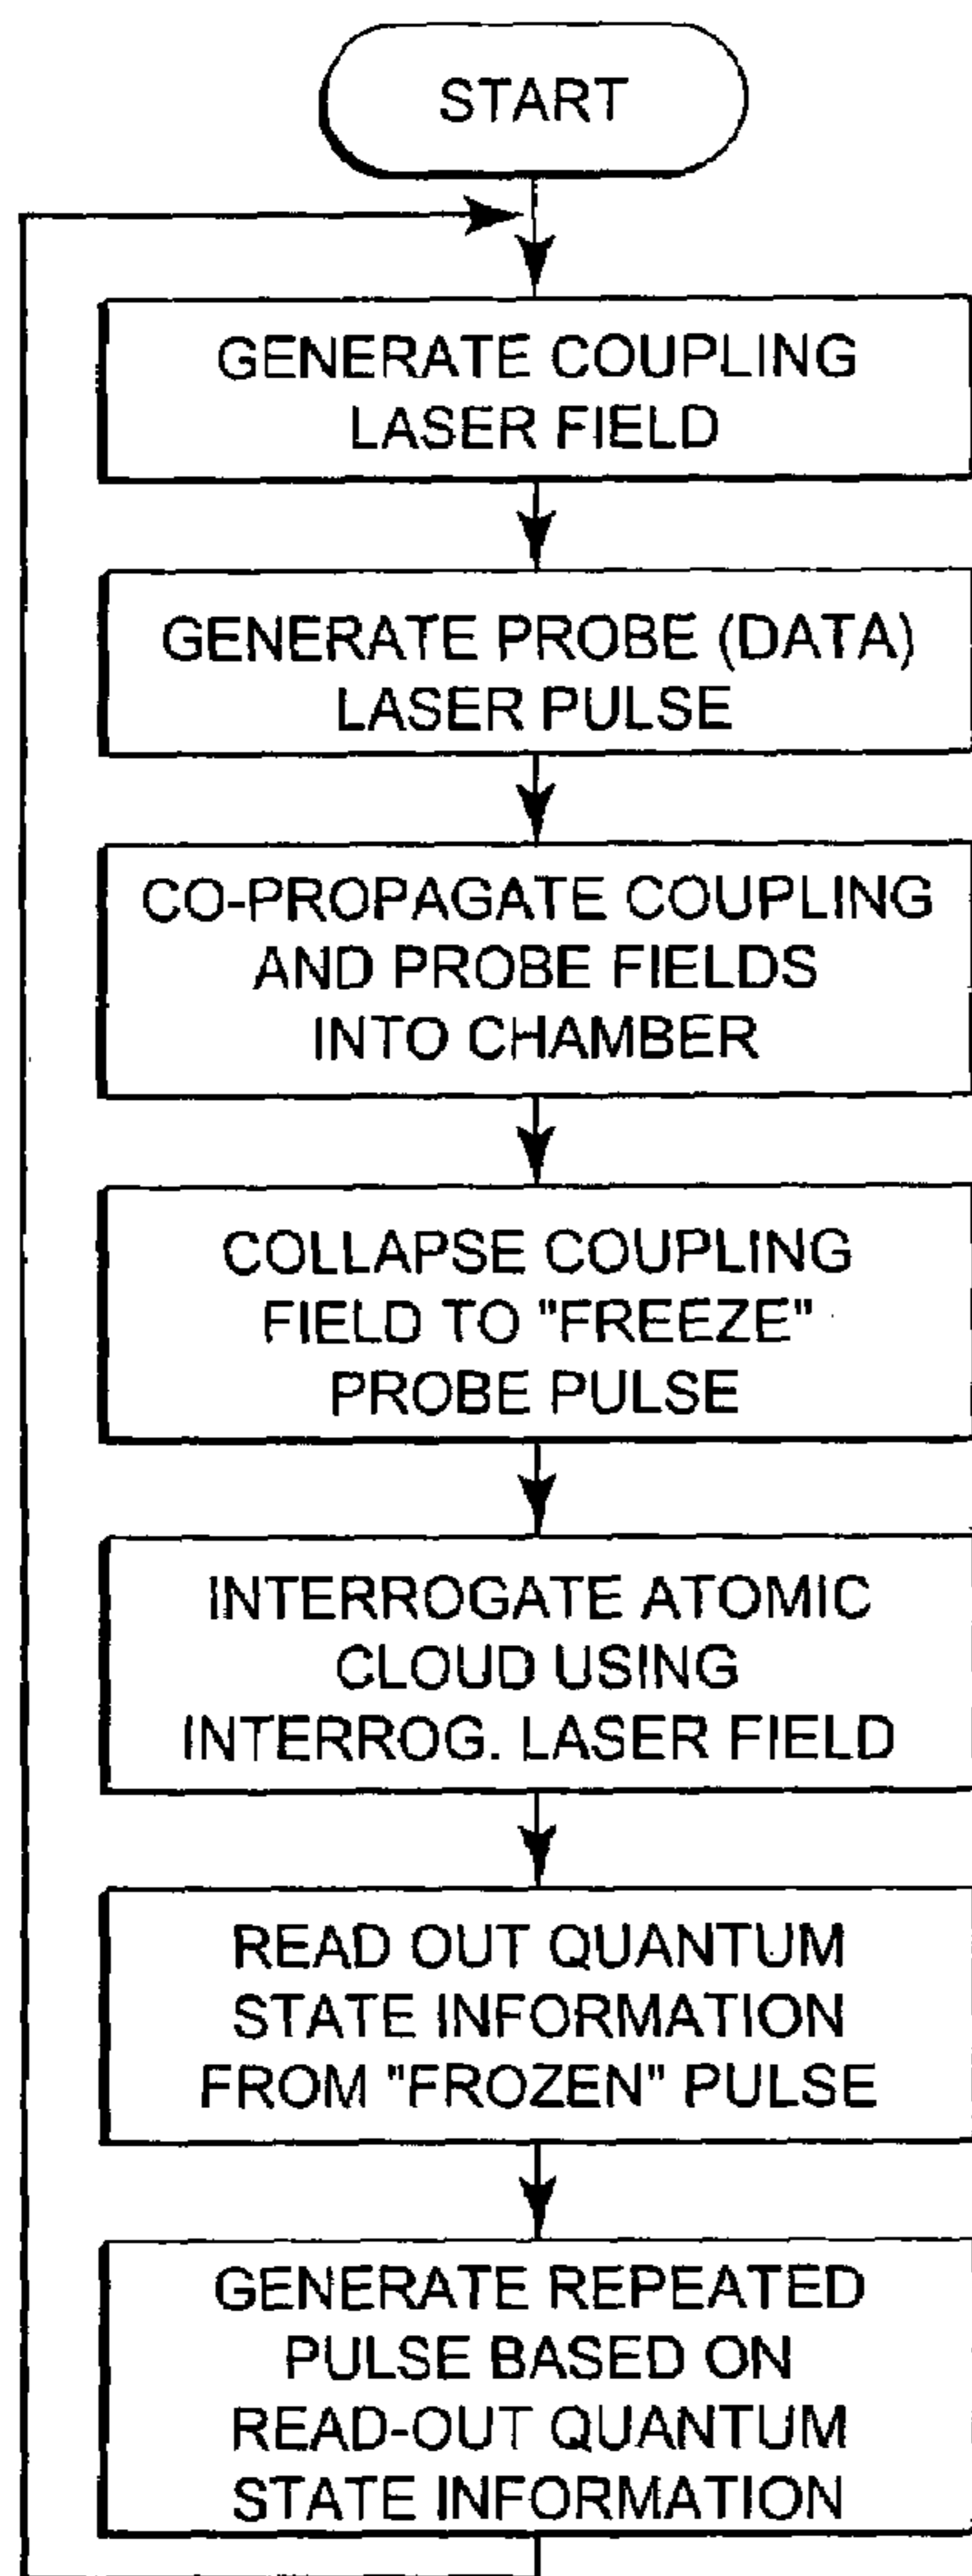 START
GENERATE COUPLING
LASER FIELD
GENERATE PROBE (DATA)
LASER PULSE
CO-PROPAGATE COUPLING
AND PROBE FIELDS
INTO CHAMBER
COLLAPSE COUPLING
FIELD TO "FREEZE"
PROBE PULSE
INTERROGATE ATOMIC
CLOUD USING
INTERROG. LASER FIELD
READ OUT QUANTUM
STATE INFORMATION
FROM "FROZEN" PULSE
GENERATE REPEATED
PULSE BASED ON
READ-OUT QUANTUM
STATE INFORMATION